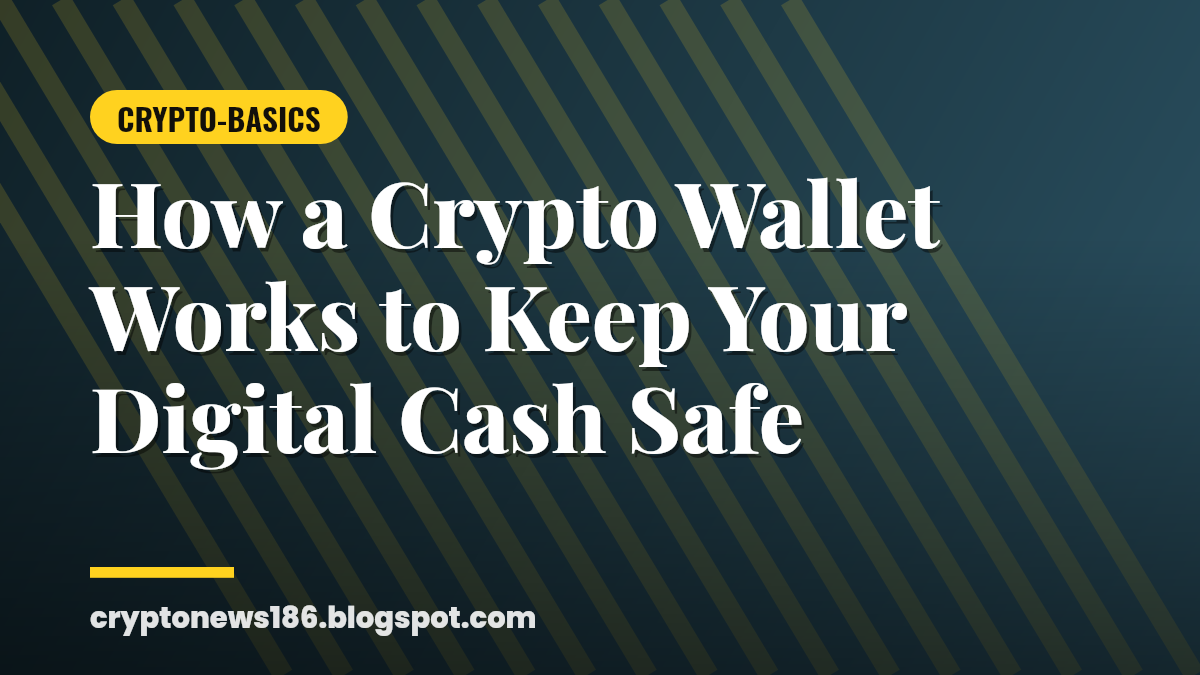 CRYPTO-BASICS
How a Crypto Wallet
Works to Keep Your
Digital Cash Safe
cryptonews186.blogspot.com